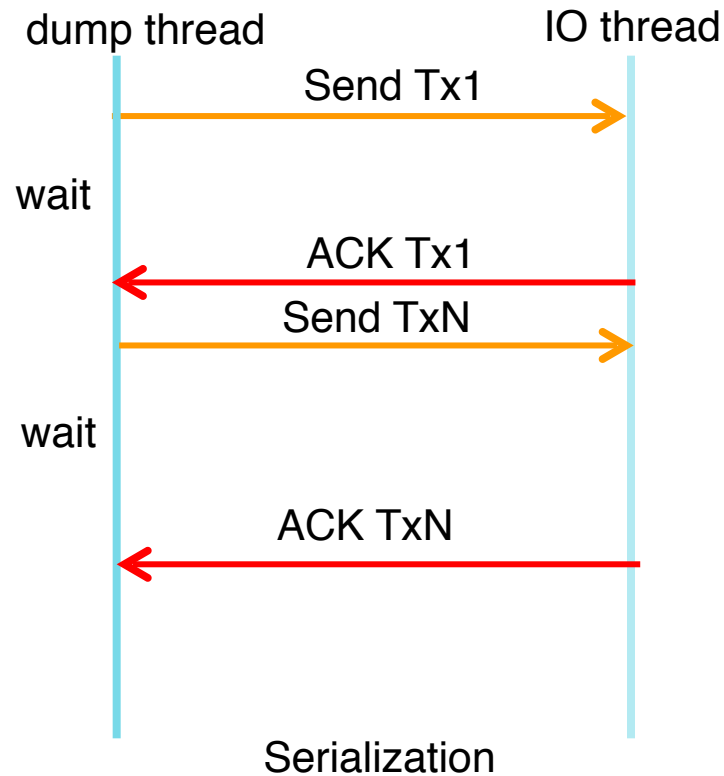 dump thread
IO thread
Send Tx1
wait
ACK Tx1
Send TxN
wait
ACK TxN
Serialization